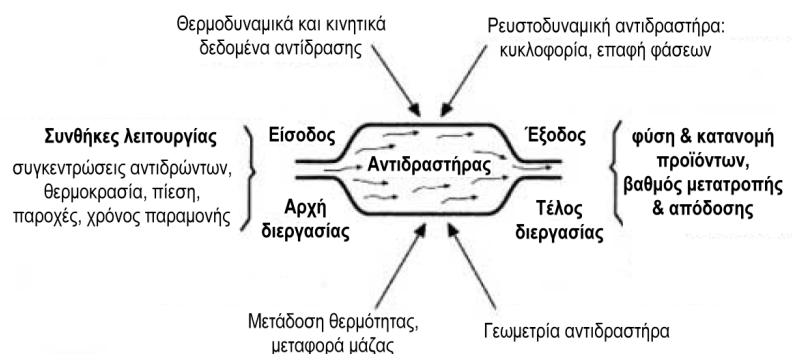 Θερμοδυναμικά και κινητικά
δεδομένα αντίδρασης
Ρευστοδυναμική αντιδραστήρα:
κυκλοφορία, επαφή φάσεων
Συνθήκες λειτουργίας
συγκεντρώσεις αντιδρώντων,
θερμοκρασία, πίεση,
παροχές, χρόνος παραμονής
Είσοδος
Αρχή
διεργασίας
Αντιδραστήρας
Έξοδος
Τέλος
διεργασίας
φύση & κατανομή
προϊόντων,
βαθμός μετατροπής
& απόδοσης
Μετάδοση θερμότητας,
μεταφορά μάζας
Γεωμετρία αντιδραστήρα